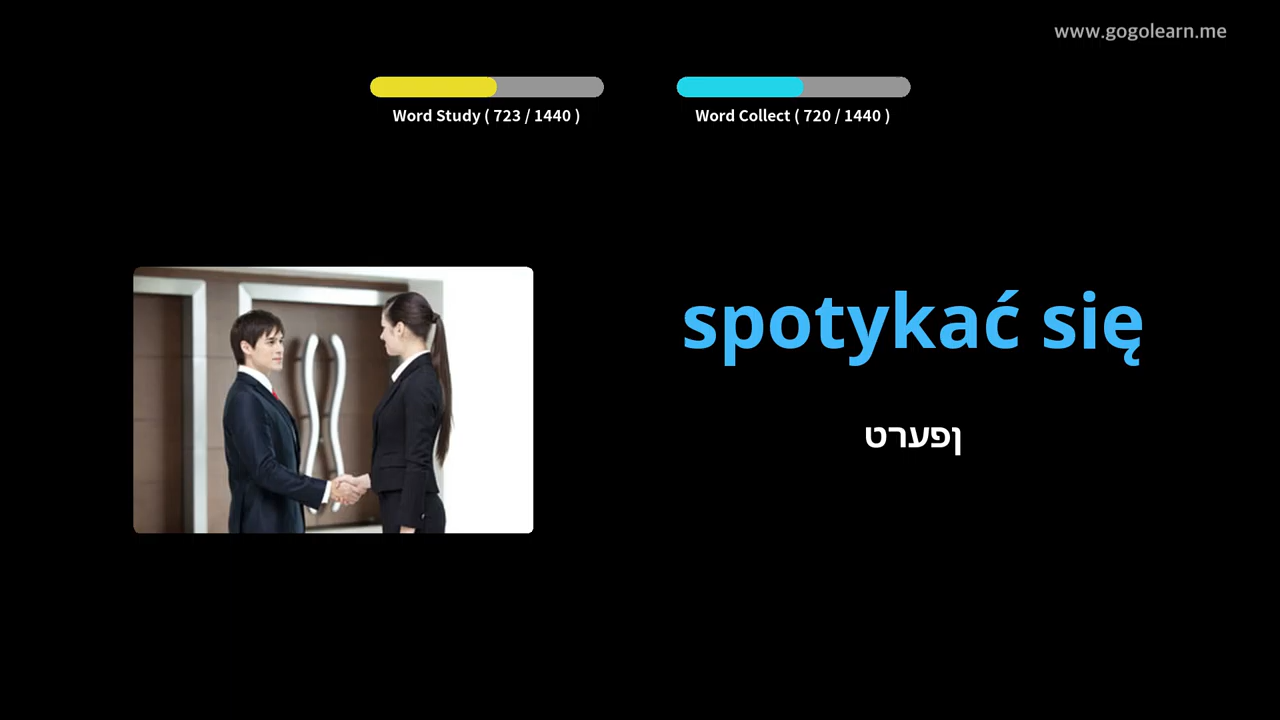 www.gogolearn.me
Word Study ( 723 / 1440 )
Word Collect ( 720 / 1440 )
spotykać się
ןפערט